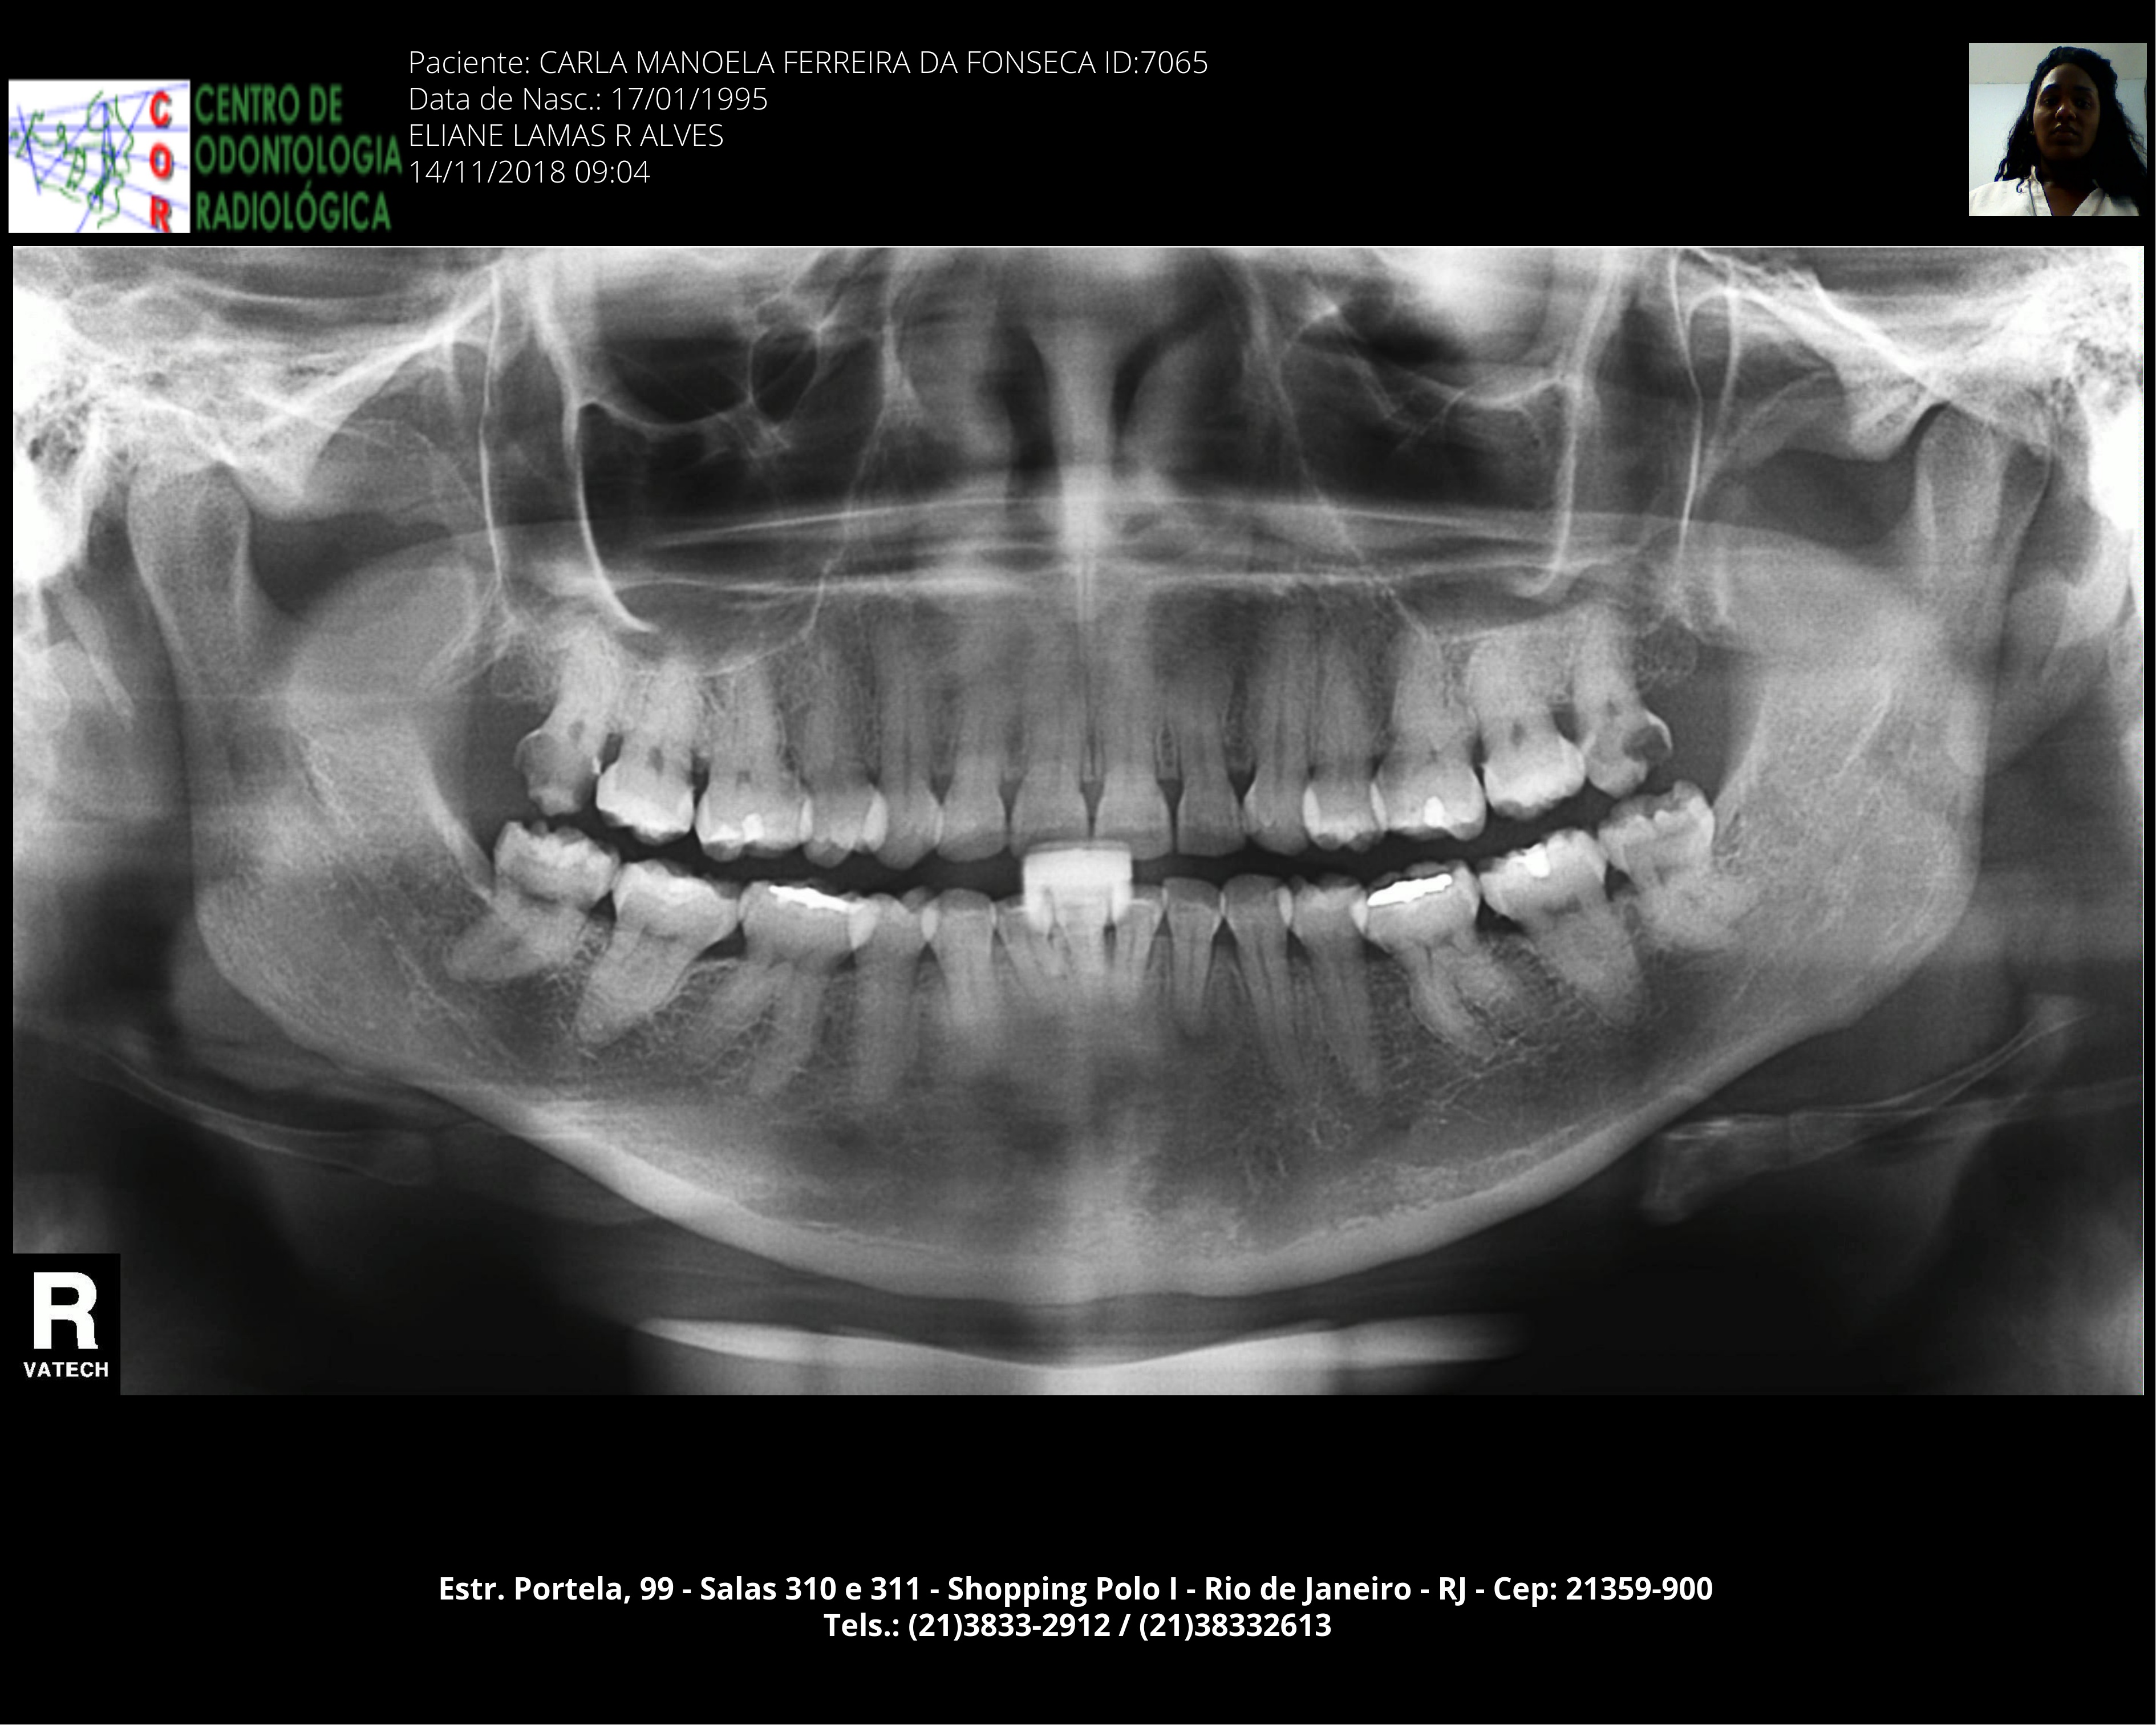 C
O
R
CENTRO DE
ODONTOLOGIA
RADIOLÓGICA
Paciente: CARLA MANOELA FERREIRA DA FONSECA ID:7065
Data de Nasc.: 17/01/1995
ELIANE LAMAS R ALVES
14/11/2018 09:04
R
VATECH
Estr. Portela, 99 - Salas 310 e 311 - Shopping Polo I - Rio de Janeiro - RJ - Cep: 21359-900
Tels.: (21)3833-2912 / (21)38332613